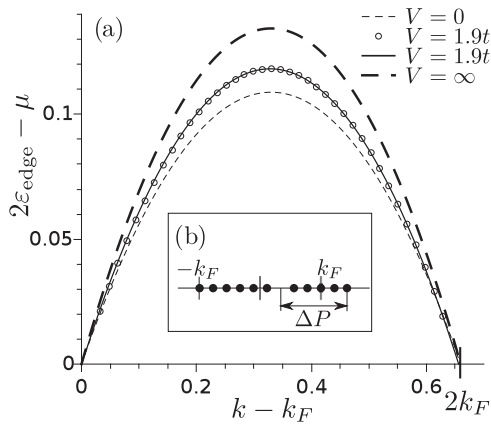 (a)
V = 0
V = 1.9t
V = 1.9t
V = ∞
2ε_edge − μ
0.1
0.05
0
(b)
−k_F
k_F
ΔP
0
0.2
0.4
0.6
2k_F
k − k_F